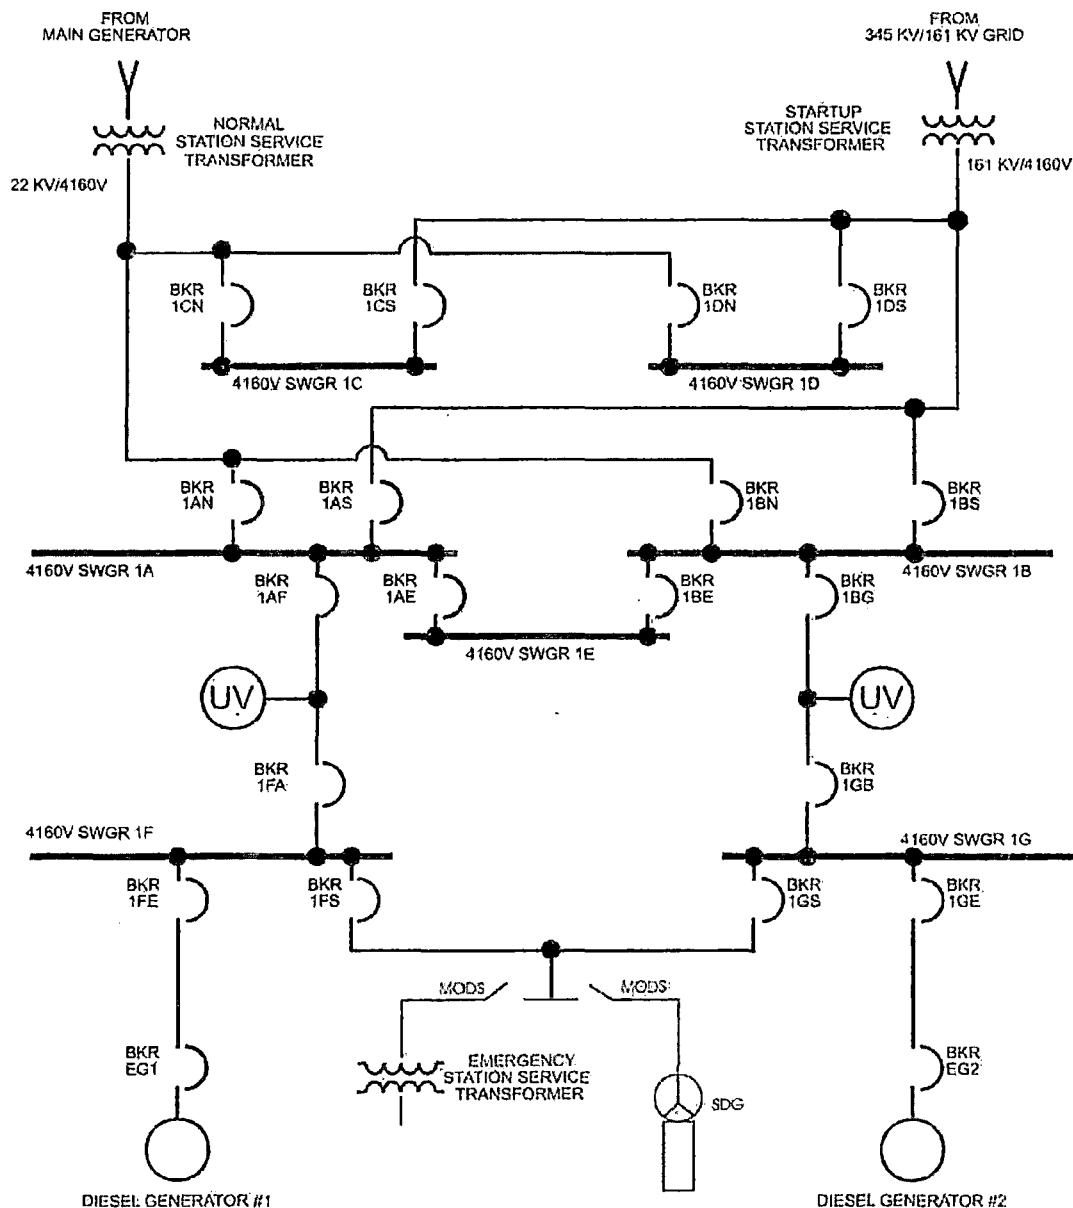 FROM
MAIN GENERATOR
FROM
345 KV/161 KV GRID
NORMAL
STATION SERVICE
TRANSFORMER
STARTUP
STATION SERVICE
TRANSFORMER
22 KV/4160V
161 KV/4160V
BKR
1CN
BKR
1CS
BKR
1DN
BKR
1DS
4160V SWGR 1C
4160V SWGR 1D
BKR
1AN
BKR
1AS
BKR
1BN
BKR
1BS
4160V SWGR 1A
4160V SWGR 1B
BKR
1AF
BKR
1AE
BKR
1BE
BKR
1BG
4160V SWGR 1E
UV
UV
BKR
1FA
BKR
1GB
4160V SWGR 1F
4160V SWGR 1G
BKR
1FE
BKR
1FS
BKR
1GS
BKR
1GE
MODS
MODS
BKR
EG1
EMERGENCY
STATION SERVICE
TRANSFORMER
SDG
BKR
EG2
DIESEL GENERATOR #1
DIESEL GENERATOR #2